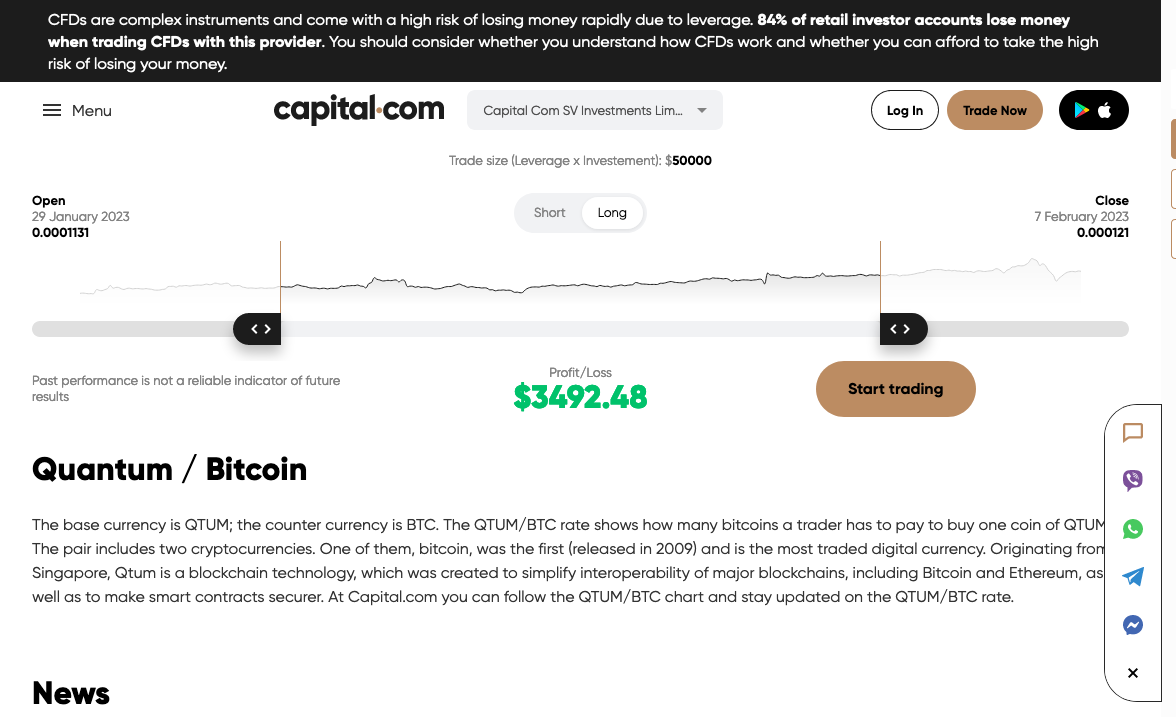 CFDs are complex instruments and come with a high risk of losing money rapidly due to leverage. 84% of retail investor accounts lose money
when trading CFDs with this provider. You should consider whether you understand how CFDs work and whether you can afford to take the high
risk of losing your money.
Menu
capital.com
Capital Com SV Investments Lim...
Log In
Trade Now
Trade size (Leverage x Investement): $50000
Open
29 January 2023
0.0001131
Short
Long
Close
7 February 2023
0.000121
Past performance is not a reliable indicator of future
results
Profit/Loss
$3492.48
Start trading
Quantum / Bitcoin
The base currency is QTUM; the counter currency is BTC. The QTUM/BTC rate shows how many bitcoins a trader has to pay to buy one coin of QTUM
The pair includes two cryptocurrencies. One of them, bitcoin, was the first (released in 2009) and is the most traded digital currency. Originating from
Singapore, Qtum is a blockchain technology, which was created to simplify interoperability of major blockchains, including Bitcoin and Ethereum, as
well as to make smart contracts securer. At Capital.com you can follow the QTUM/BTC chart and stay updated on the QTUM/BTC rate.
News